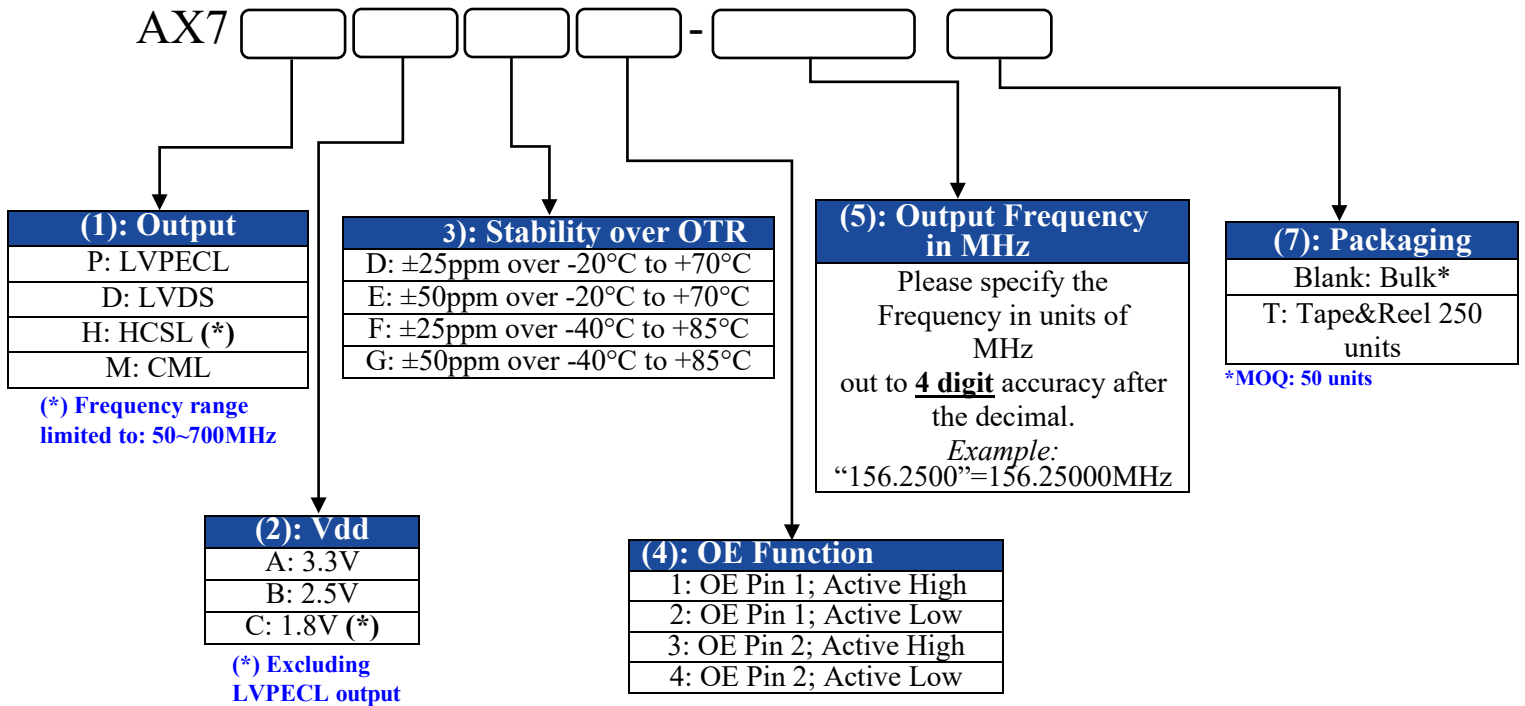 AX7 -
(1): Output
P: LVPECL
D: LVDS
H: HCSL (*)
M: CML
(*) Frequency range
limited to: 50~700MHz
(2): Vdd
A: 3.3V
B: 2.5V
C: 1.8V (*)
(*) Excluding
LVPECL output
3): Stability over OTR
D: ±25ppm over -20°C to +70°C
E: ±50ppm over -20°C to +70°C
F: ±25ppm over -40°C to +85°C
G: ±50ppm over -40°C to +85°C
(4): OE Function
1: OE Pin 1; Active High
2: OE Pin 1; Active Low
3: OE Pin 2; Active High
4: OE Pin 2; Active Low
(5): Output Frequency
in MHz
Please specify the
Frequency in units of
MHz
out to 4 digit accuracy after
the decimal.
Example:
“156.2500”=156.25000MHz
(7): Packaging
Blank: Bulk*
T: Tape&Reel 250
units
*MOQ: 50 units